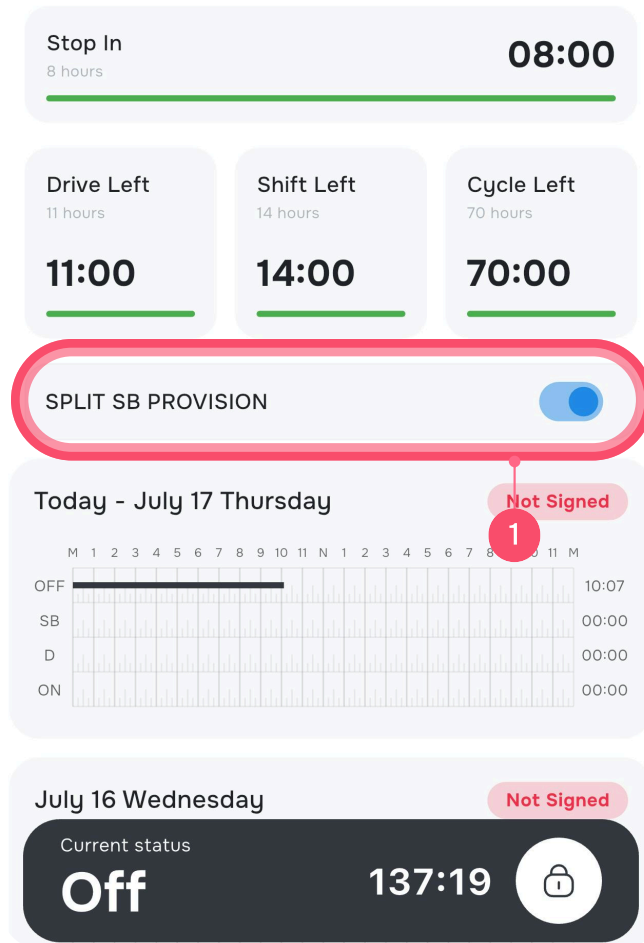 Stop In
8 hours
08:00
Drive Left
11 hours
11:00
Shift Left
14 hours
14:00
Cycle Left
70 hours
70:00
SPLIT SB PROVISION
Today - July 17 Thursday
Not Signed
1
M 1 2 3 4 5 6 7 8 9 10 11 N 1 2 3 4 5 6 7 8 11 M
OFF 10:07
SB 00:00
D 00:00
ON 00:00
July 16 Wednesday
Not Signed
Current status
Off
137:19